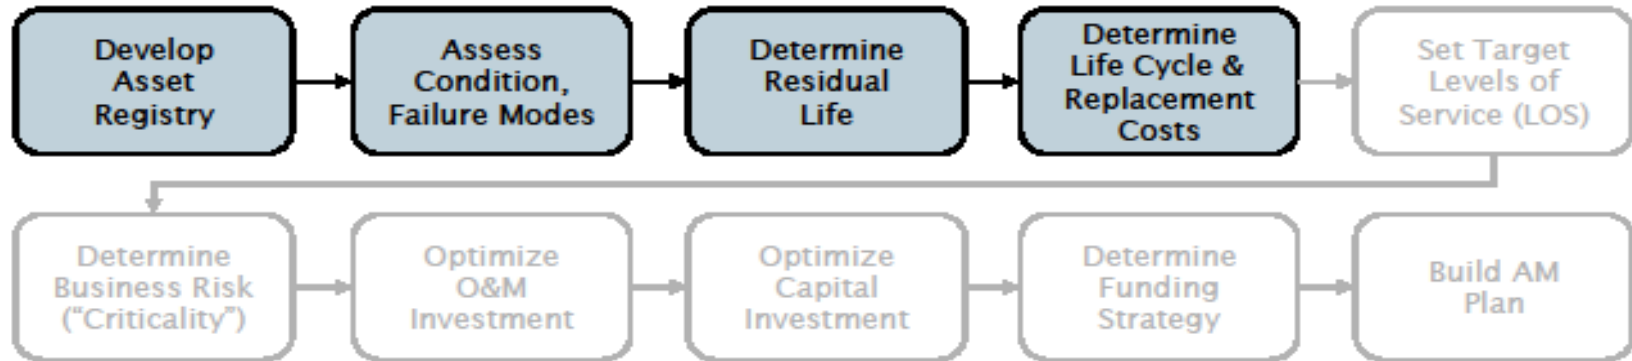 Develop
Asset
Registry
Assess
Condition,
Failure Modes
Determine
Residual
Life
Determine
Life Cycle &
Replacement
Costs
Set Target
Levels of
Service (LOS)
Determine
Business Risk
(“Criticality”)
Optimize
O&M
Investment
Optimize
Capital
Investment
Determine
Funding
Strategy
Build AM
Plan